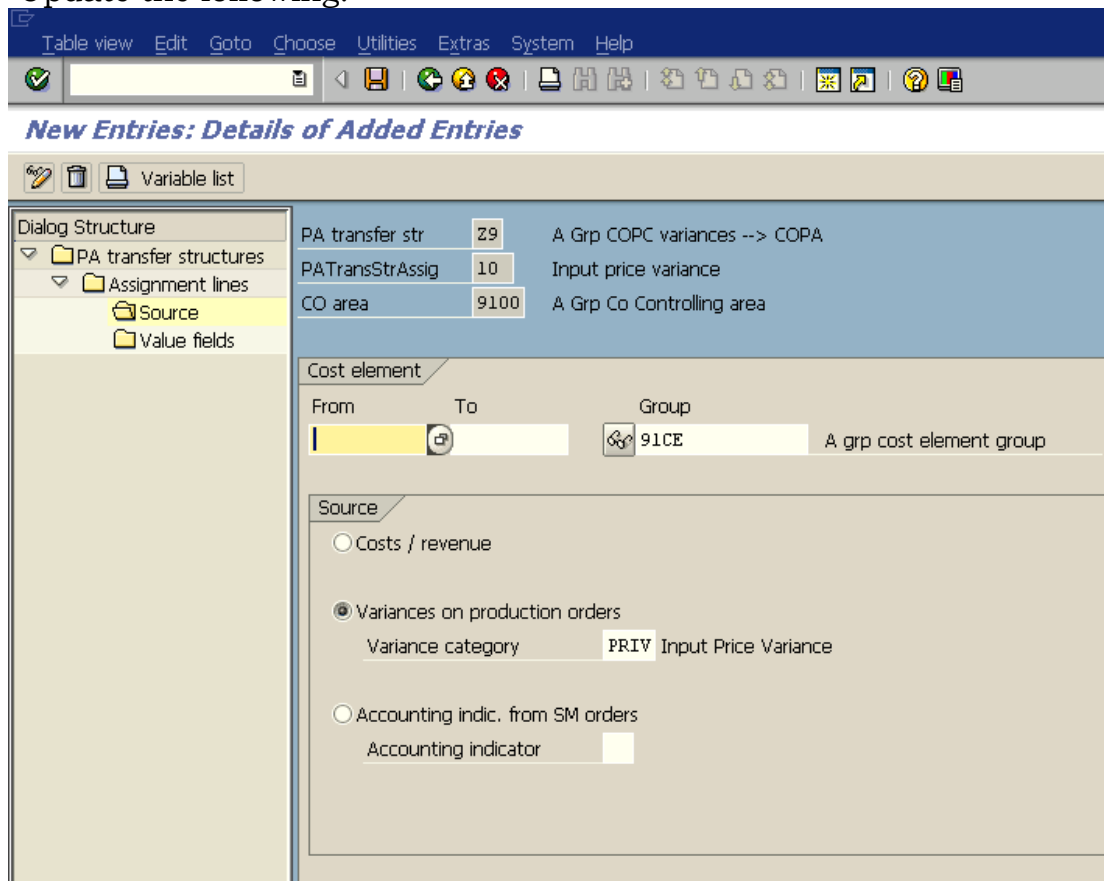 Update the following:
Table view Edit Goto Choose Utilities Extras System Help
New Entries: Details of Added Entries
Variable list
Dialog Structure
PA transfer structures
Assignment lines
Source
Value fields
PA transfer str Z9 A Grp COPC variances --> COPA
PATransStrAssig 10 Input price variance
CO area 9100 A Grp Co Controlling area
Cost element
From To Group
91CE A grp cost element group
Source
Costs / revenue
Variances on production orders
Variance category PRIV Input Price Variance
Accounting indic. from SM orders
Accounting indicator